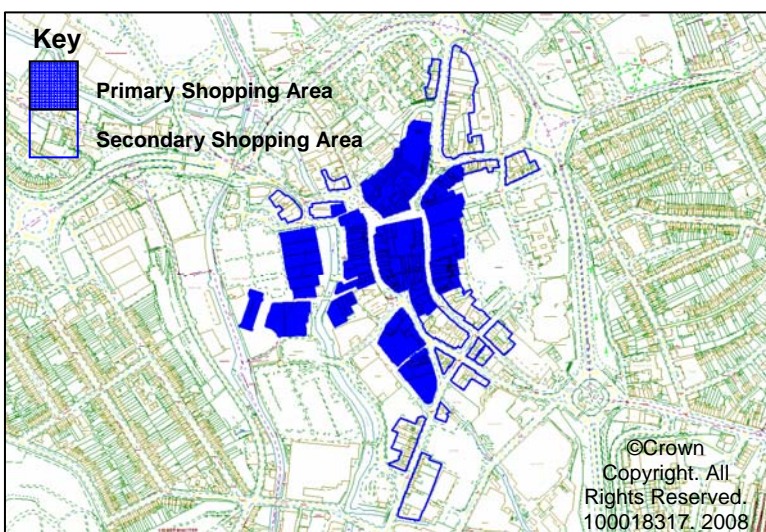 Key
Primary Shopping Area
Secondary Shopping Area
©Crown
Copyright. All
Rights Reserved.
100018317. 2008